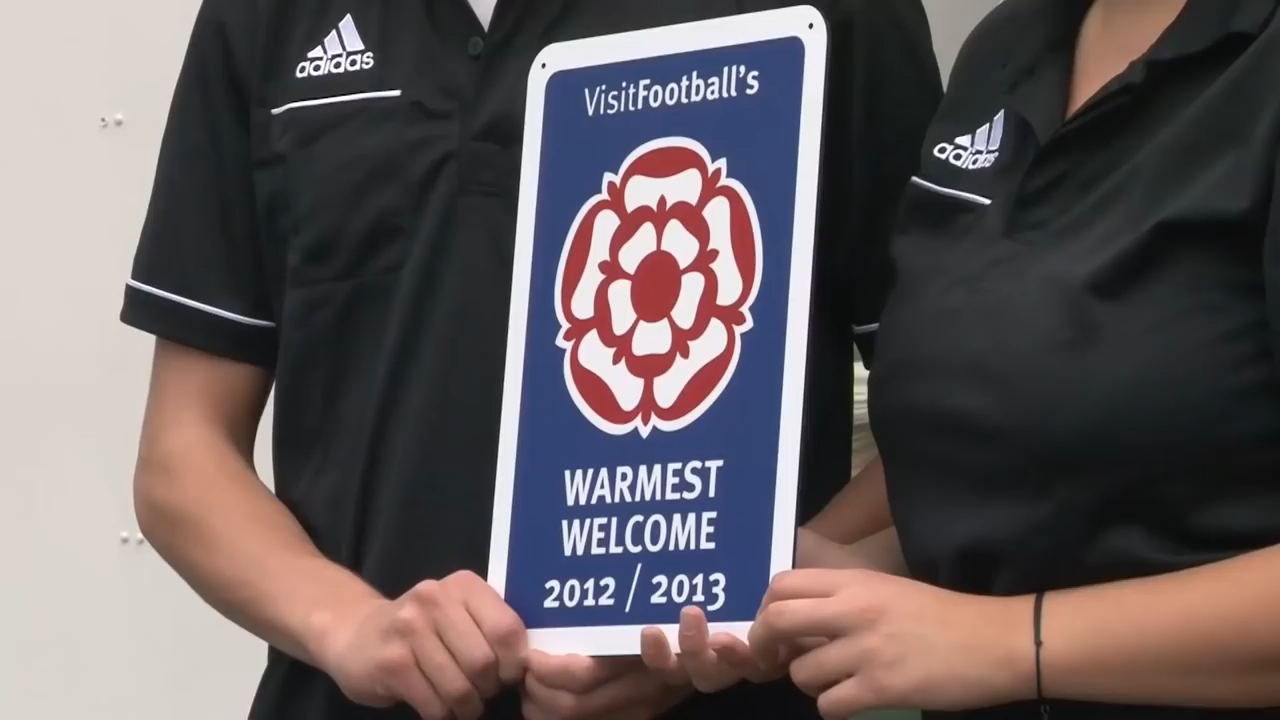 adidas
adidas
VisitFootball's
WARMEST
WELCOME
2012 / 2013